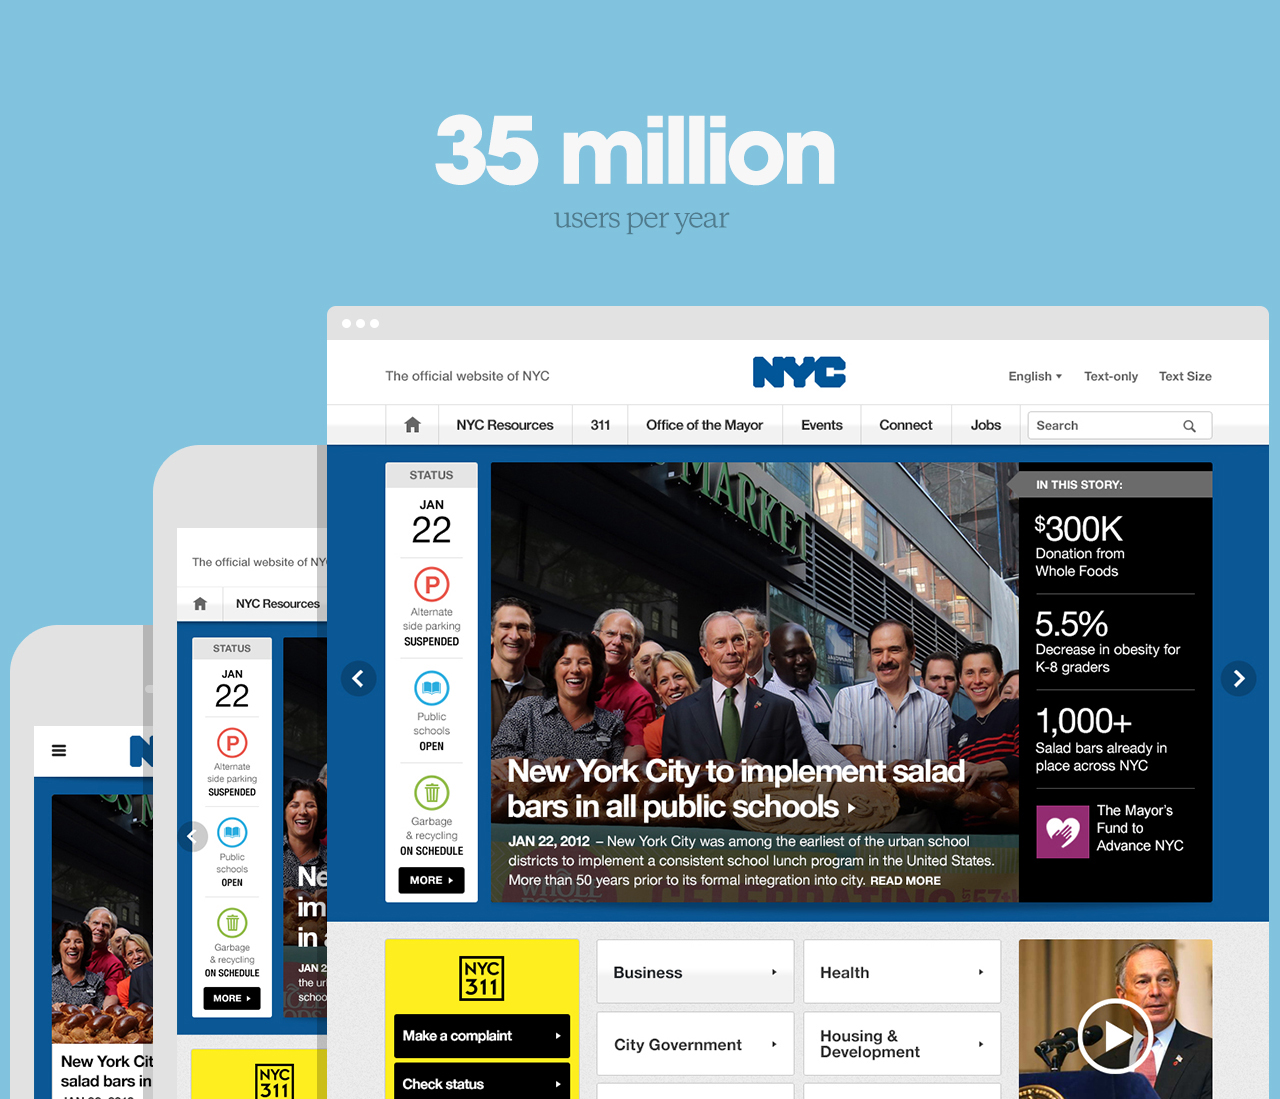 35 million
users per year
The official website of NYC
NYC
English
Text-only
Text Size
NYC Resources
311
Office of the Mayor
Events
Connect
Jobs
Search
STATUS
JAN
22
P
Alternate
side parking
SUSPENDED
Public
schools
OPEN
Garbage
& recycling
ON SCHEDULE
MORE
MARKET
New York City to implement salad
bars in all public schools
JAN 22, 2012 – New York City was among the earliest of the urban school
districts to implement a consistent school lunch program in the United States.
More than 50 years prior to its formal integration into city. READ MORE
WHOLE
FOODS
CELEBRATING
57th
IN THIS STORY:
$300K
Donation from
Whole Foods
5.5%
Decrease in obesity for
K-8 graders
1,000+
Salad bars already in
place across NYC
The Mayor's
Fund to
Advance NYC
NYC
311
Make a complaint
Check status
Business
Health
City Government
Housing &
Development
The official website of NY
NYC Resources
STATUS
JAN
22
P
Alternate
side parking
SUSPENDED
Public
schools
OPEN
Garbage
& recycling
ON SCHEDULE
MORE
Ne
im
in a
JAN 2
the ur
schoo
NYC
311
N
New York Cit
salad bars in